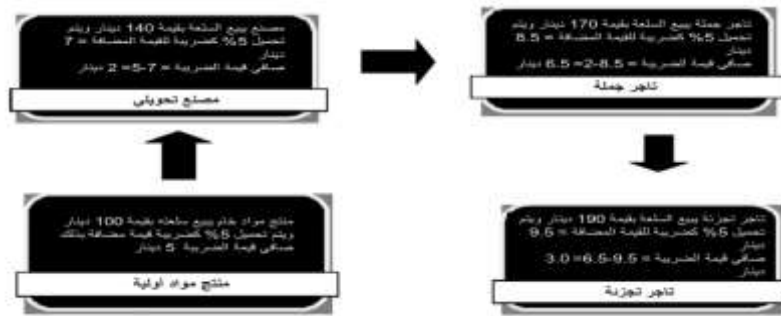 مصنع يبيع السلعة بقيمة 140 دينار ويتم
تحميل 5% كضريبة للقيمة المضافة = 7
دينار
صافي قيمة الضريبة = 7-5= 2 دينار
مصنع تحويلي
تاجر جملة يبيع السلعة بقيمة 170 دينار ويتم
تحميل 5% كضريبة للقيمة المضافة = 8.5
دينار
صافي قيمة الضريبة = 8.5-2= 6.5 دينار
تاجر جملة
منتج مواد خام يبيع سلعته بقيمة 100 دينار
ويتم تحميل 5% كضريبة قيمة مضافة بذلك
صافي قيمة الضريبة 5 دينار
منتج مواد اولية
تاجر تجزئة يبيع السلعة بقيمة 190 دينار ويتم
تحميل 5% كضريبة للقيمة المضافة = 9.5
دينار
صافي قيمة الضريبة = 9.5-6.5= 3.0
دينار
تاجر تجزئة